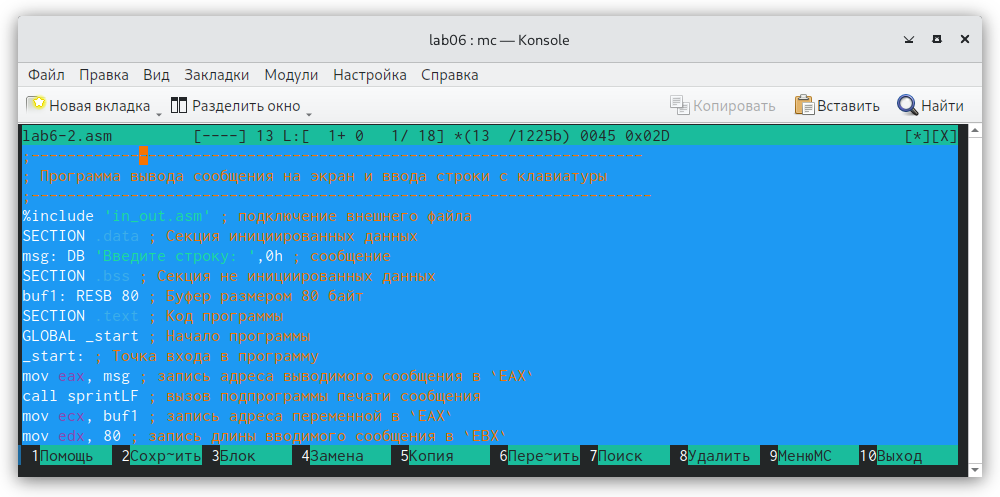 lab06 : mc — Konsole
Файл Правка Вид Закладки Модули Настройка Справка
Новая вкладка Разделить окно Копировать Вставить Найти
lab6-2.asm [----] 13 L:[ 1+ 0 1/ 18] *(13 /1225b) 0045 0x02D [*][X]
;--------------------------------------------------------------------
; Программа вывода сообщения на экран и ввода строки с клавиатуры
;---------------------------------------------------------------------
%include 'in_out.asm' ; подключение внешнего файла
SECTION .data ; Секция инициированных данных
msg: DB 'Введите строку: ',0h ; сообщение
SECTION .bss ; Секция не инициированных данных
buf1: RESB 80 ; Буфер размером 80 байт
SECTION .text ; Код программы
GLOBAL _start ; Начало программы
_start: ; Точка входа в программу
mov eax, msg ; запись адреса выводимого сообщения в `EAX`
call sprintLF ; вызов подпрограммы печати сообщения
mov ecx, buf1 ; запись адреса переменной в `EAX`
mov edx, 80 ; запись длины вводимого сообщения в `EBX`
1Помощь 2Сохр~ить 3Блок 4Замена 5Копия 6Пере~ить 7Поиск 8Удалить 9МенюMC 10Выход